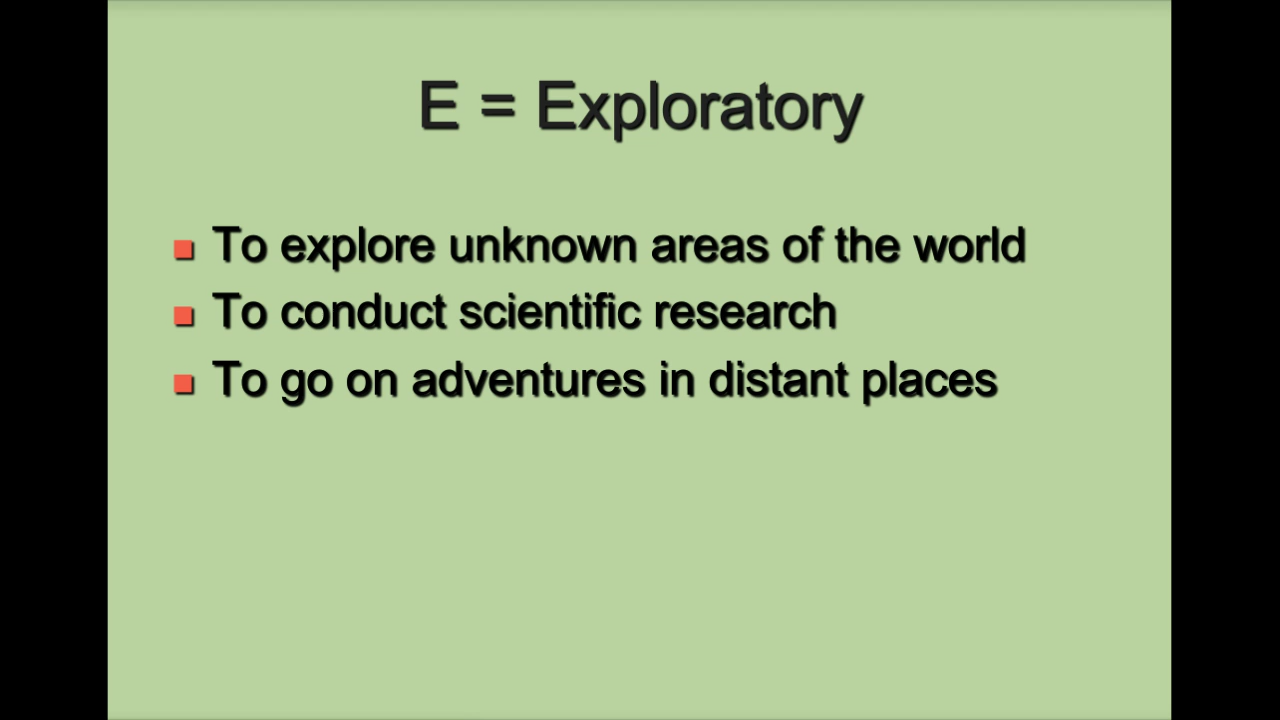 E = Exploratory
To explore unknown areas of the world
To conduct scientific research
To go on adventures in distant places